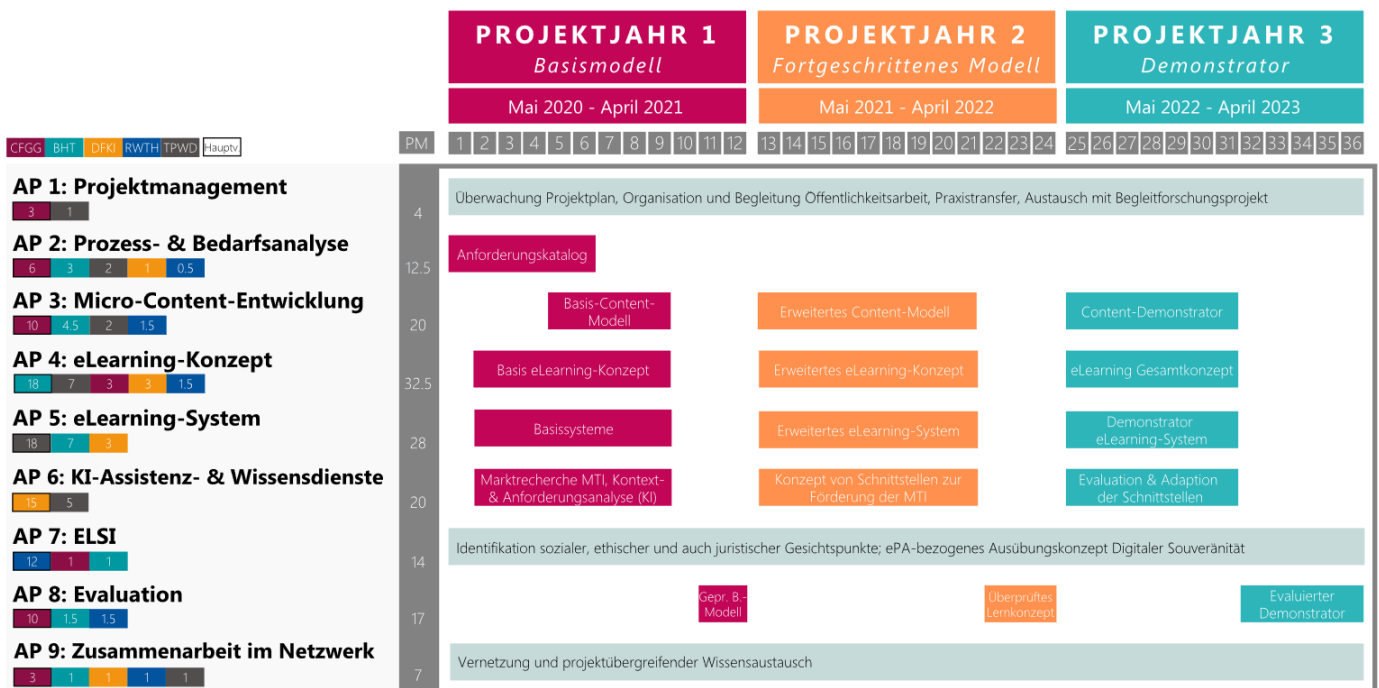 PROJEKTJAHR 1
Basismodell
PROJEKTJAHR 2
Fortgeschrittenes Modell
PROJEKTJAHR 3
Demonstrator
Mai 2020 - April 2021
Mai 2021 - April 2022
Mai 2022 - April 2023
CFGG BHT DFKI RWTH TPWD Hauptv.
PM 1 2 3 4 5 6 7 8 9 10 11 12 13 14 15 16 17 18 19 20 21 22 23 24 25 26 27 28 29 30 31 32 33 34 35 36
AP 1: Projektmanagement
3 1
4
Überwachung Projektplan, Organisation und Begleitung Öffentlichkeitsarbeit, Praxistransfer, Austausch mit Begleitforschungsprojekt
AP 2: Prozess- & Bedarfsanalyse
6 3 2 1 0.5
12.5
Anforderungskatalog
AP 3: Micro-Content-Entwicklung
10 4.5 2 1.5
20
Basis-Content-
Modell
Erweitertes Content-Modell
Content-Demonstrator
AP 4: eLearning-Konzept
18 7 3 3 1.5
32.5
Basis eLearning-Konzept
Erweitertes eLearning-Konzept
eLearning Gesamtkonzept
AP 5: eLearning-System
18 7 3
28
Basissysteme
Erweitertes eLearning-System
Demonstrator
eLearning-System
AP 6: KI-Assistenz- & Wissensdienste
15 5
20
Marktrecherche MTI, Kontext-
& Anforderungsanalyse (KI)
Konzept von Schnittstellen zur
Förderung der MTI
Evaluation & Adaption
der Schnittstellen
AP 7: ELSI
12 1 1
14
Identifikation sozialer, ethischer und auch juristischer Gesichtspunkte; ePA-bezogenes Ausübungskonzept Digitaler Souveränität
AP 8: Evaluation
10 1.5 1.5
17
Gepr. B.-
Modell
Überprüftes
Lernkonzept
Evaluierter
Demonstrator
AP 9: Zusammenarbeit im Netzwerk
3 1 1 1 1
7
Vernetzung und projektübergreifender Wissensaustausch